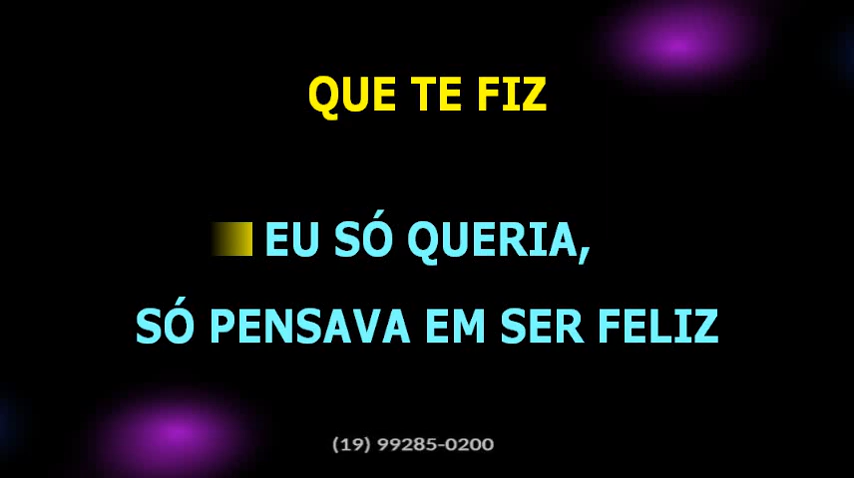 QUE TE FIZ
EU SÓ QUERIA,
SÓ PENSAVA EM SER FELIZ
(19) 99285-0200